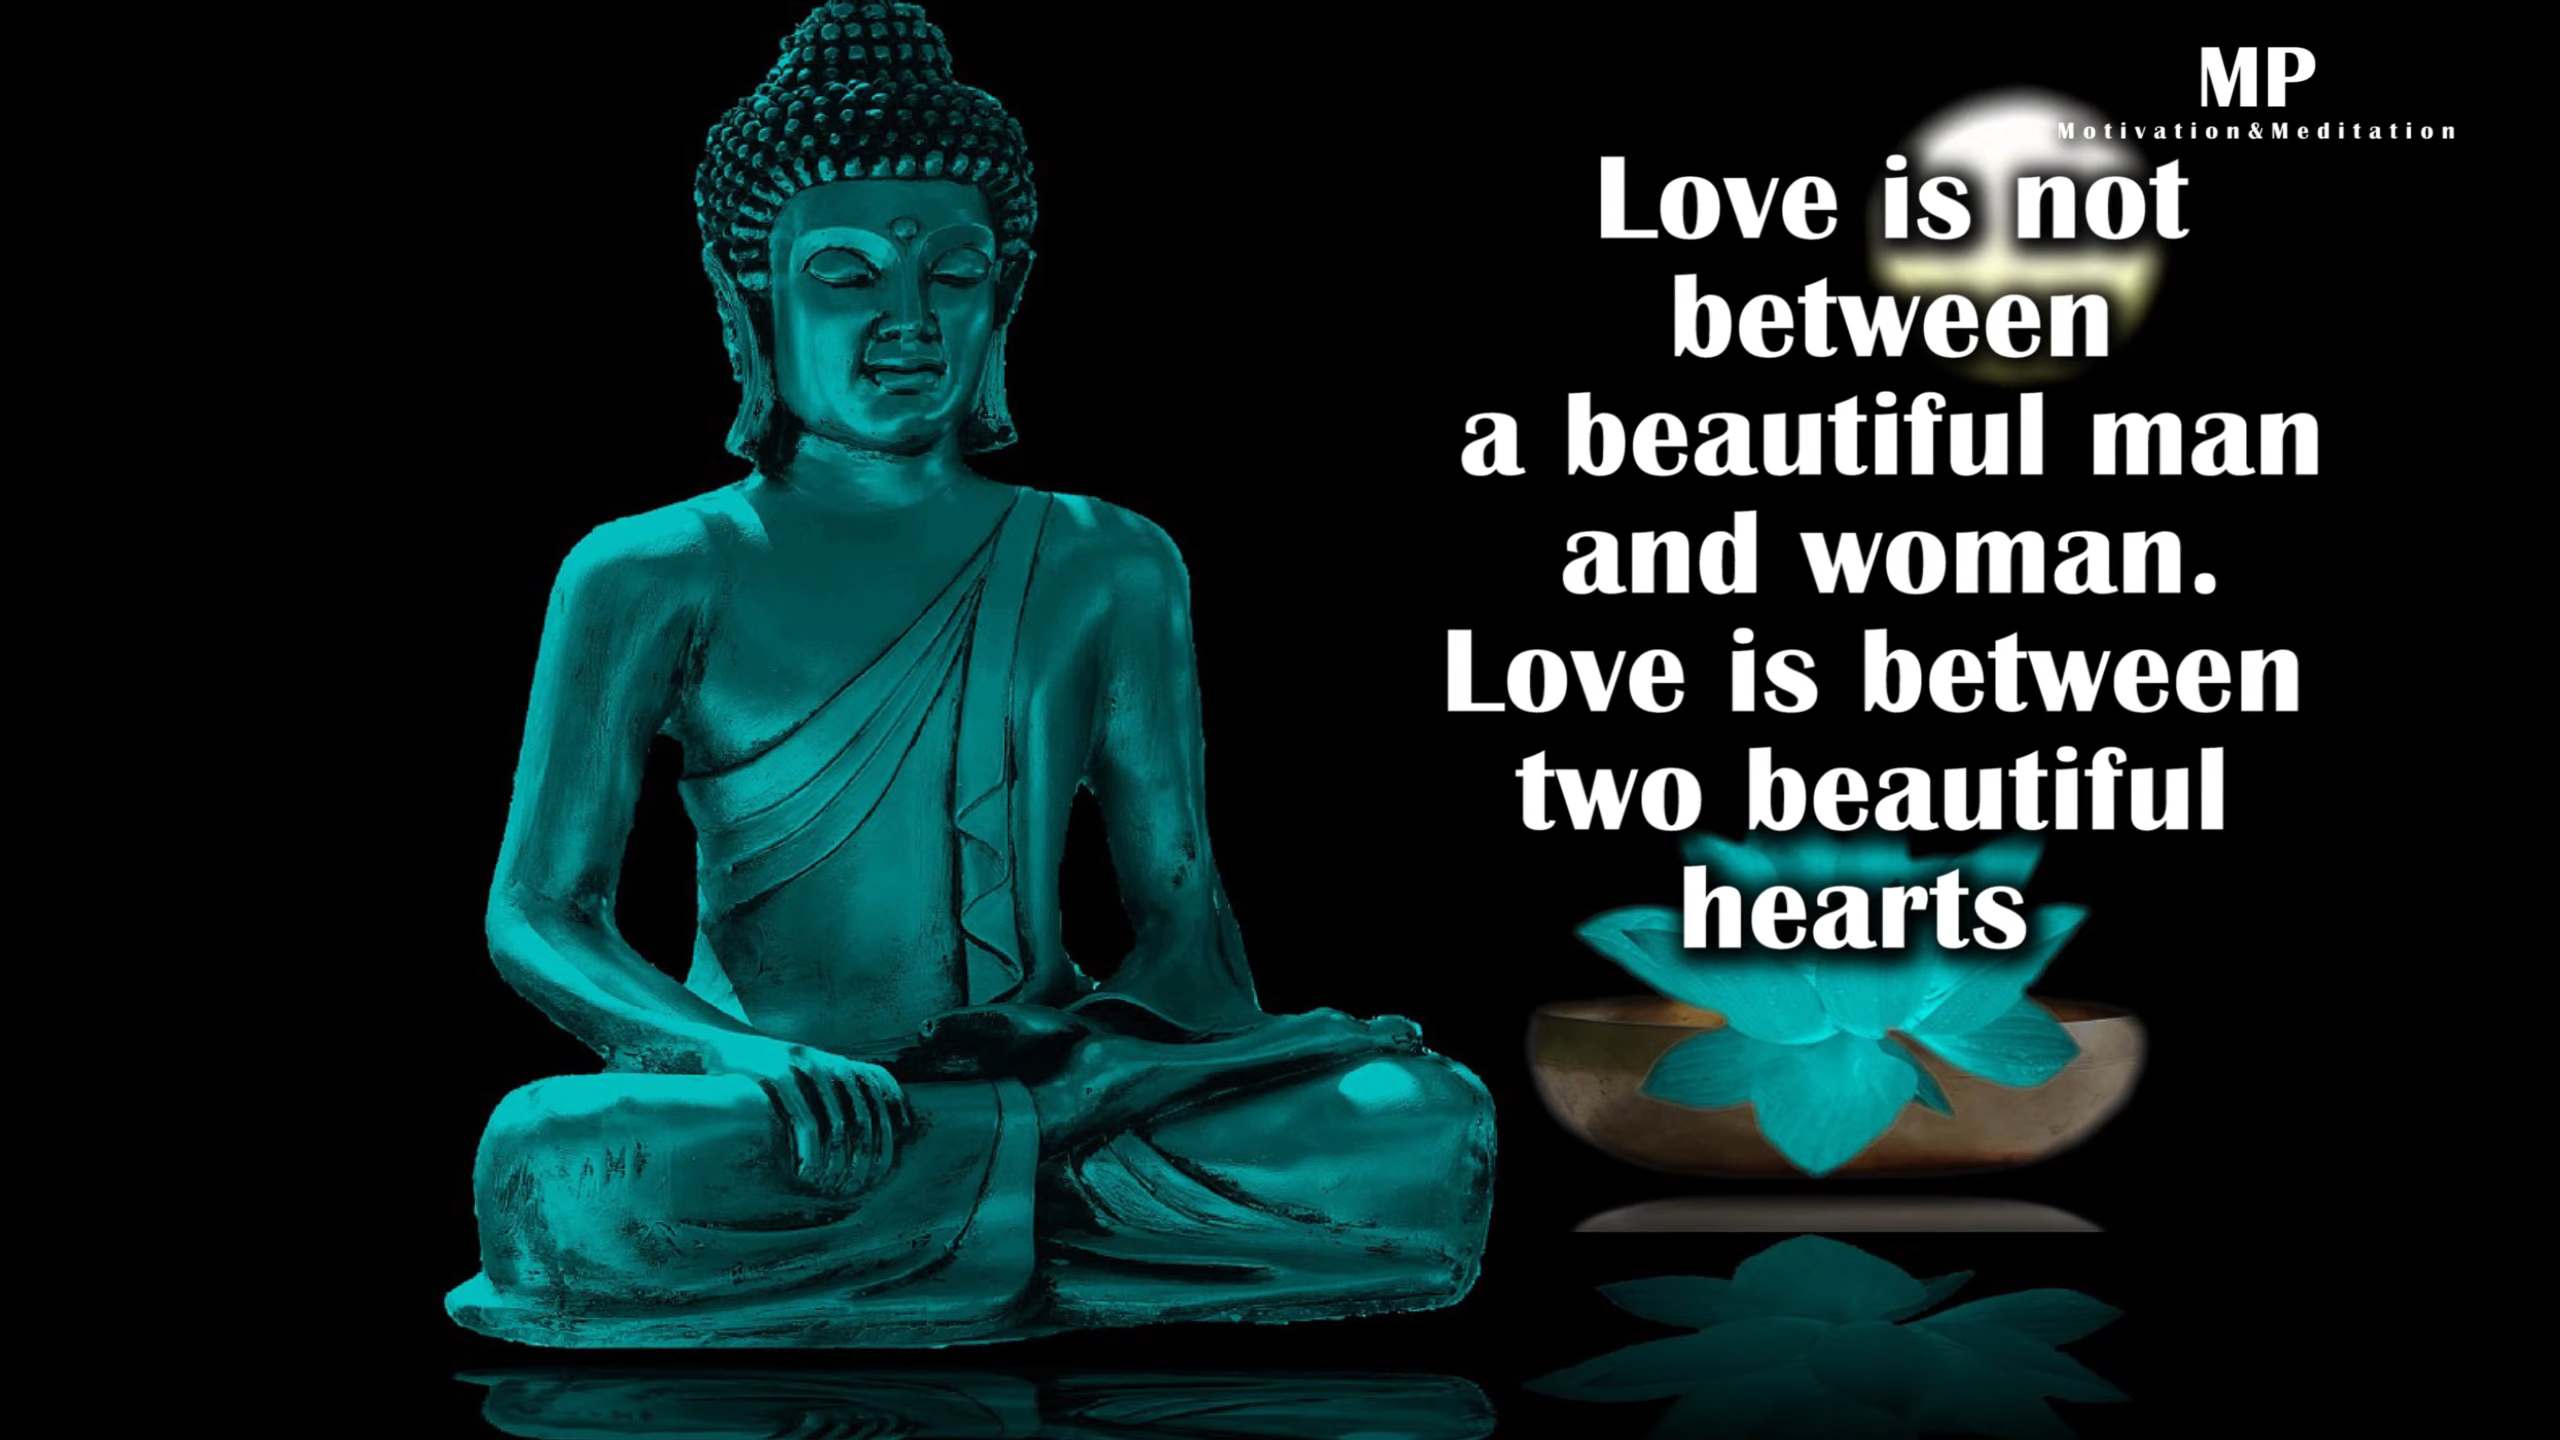 MP
Motivation&Meditation
Love is not
between
a beautiful man
and woman.
Love is between
two beautiful
hearts